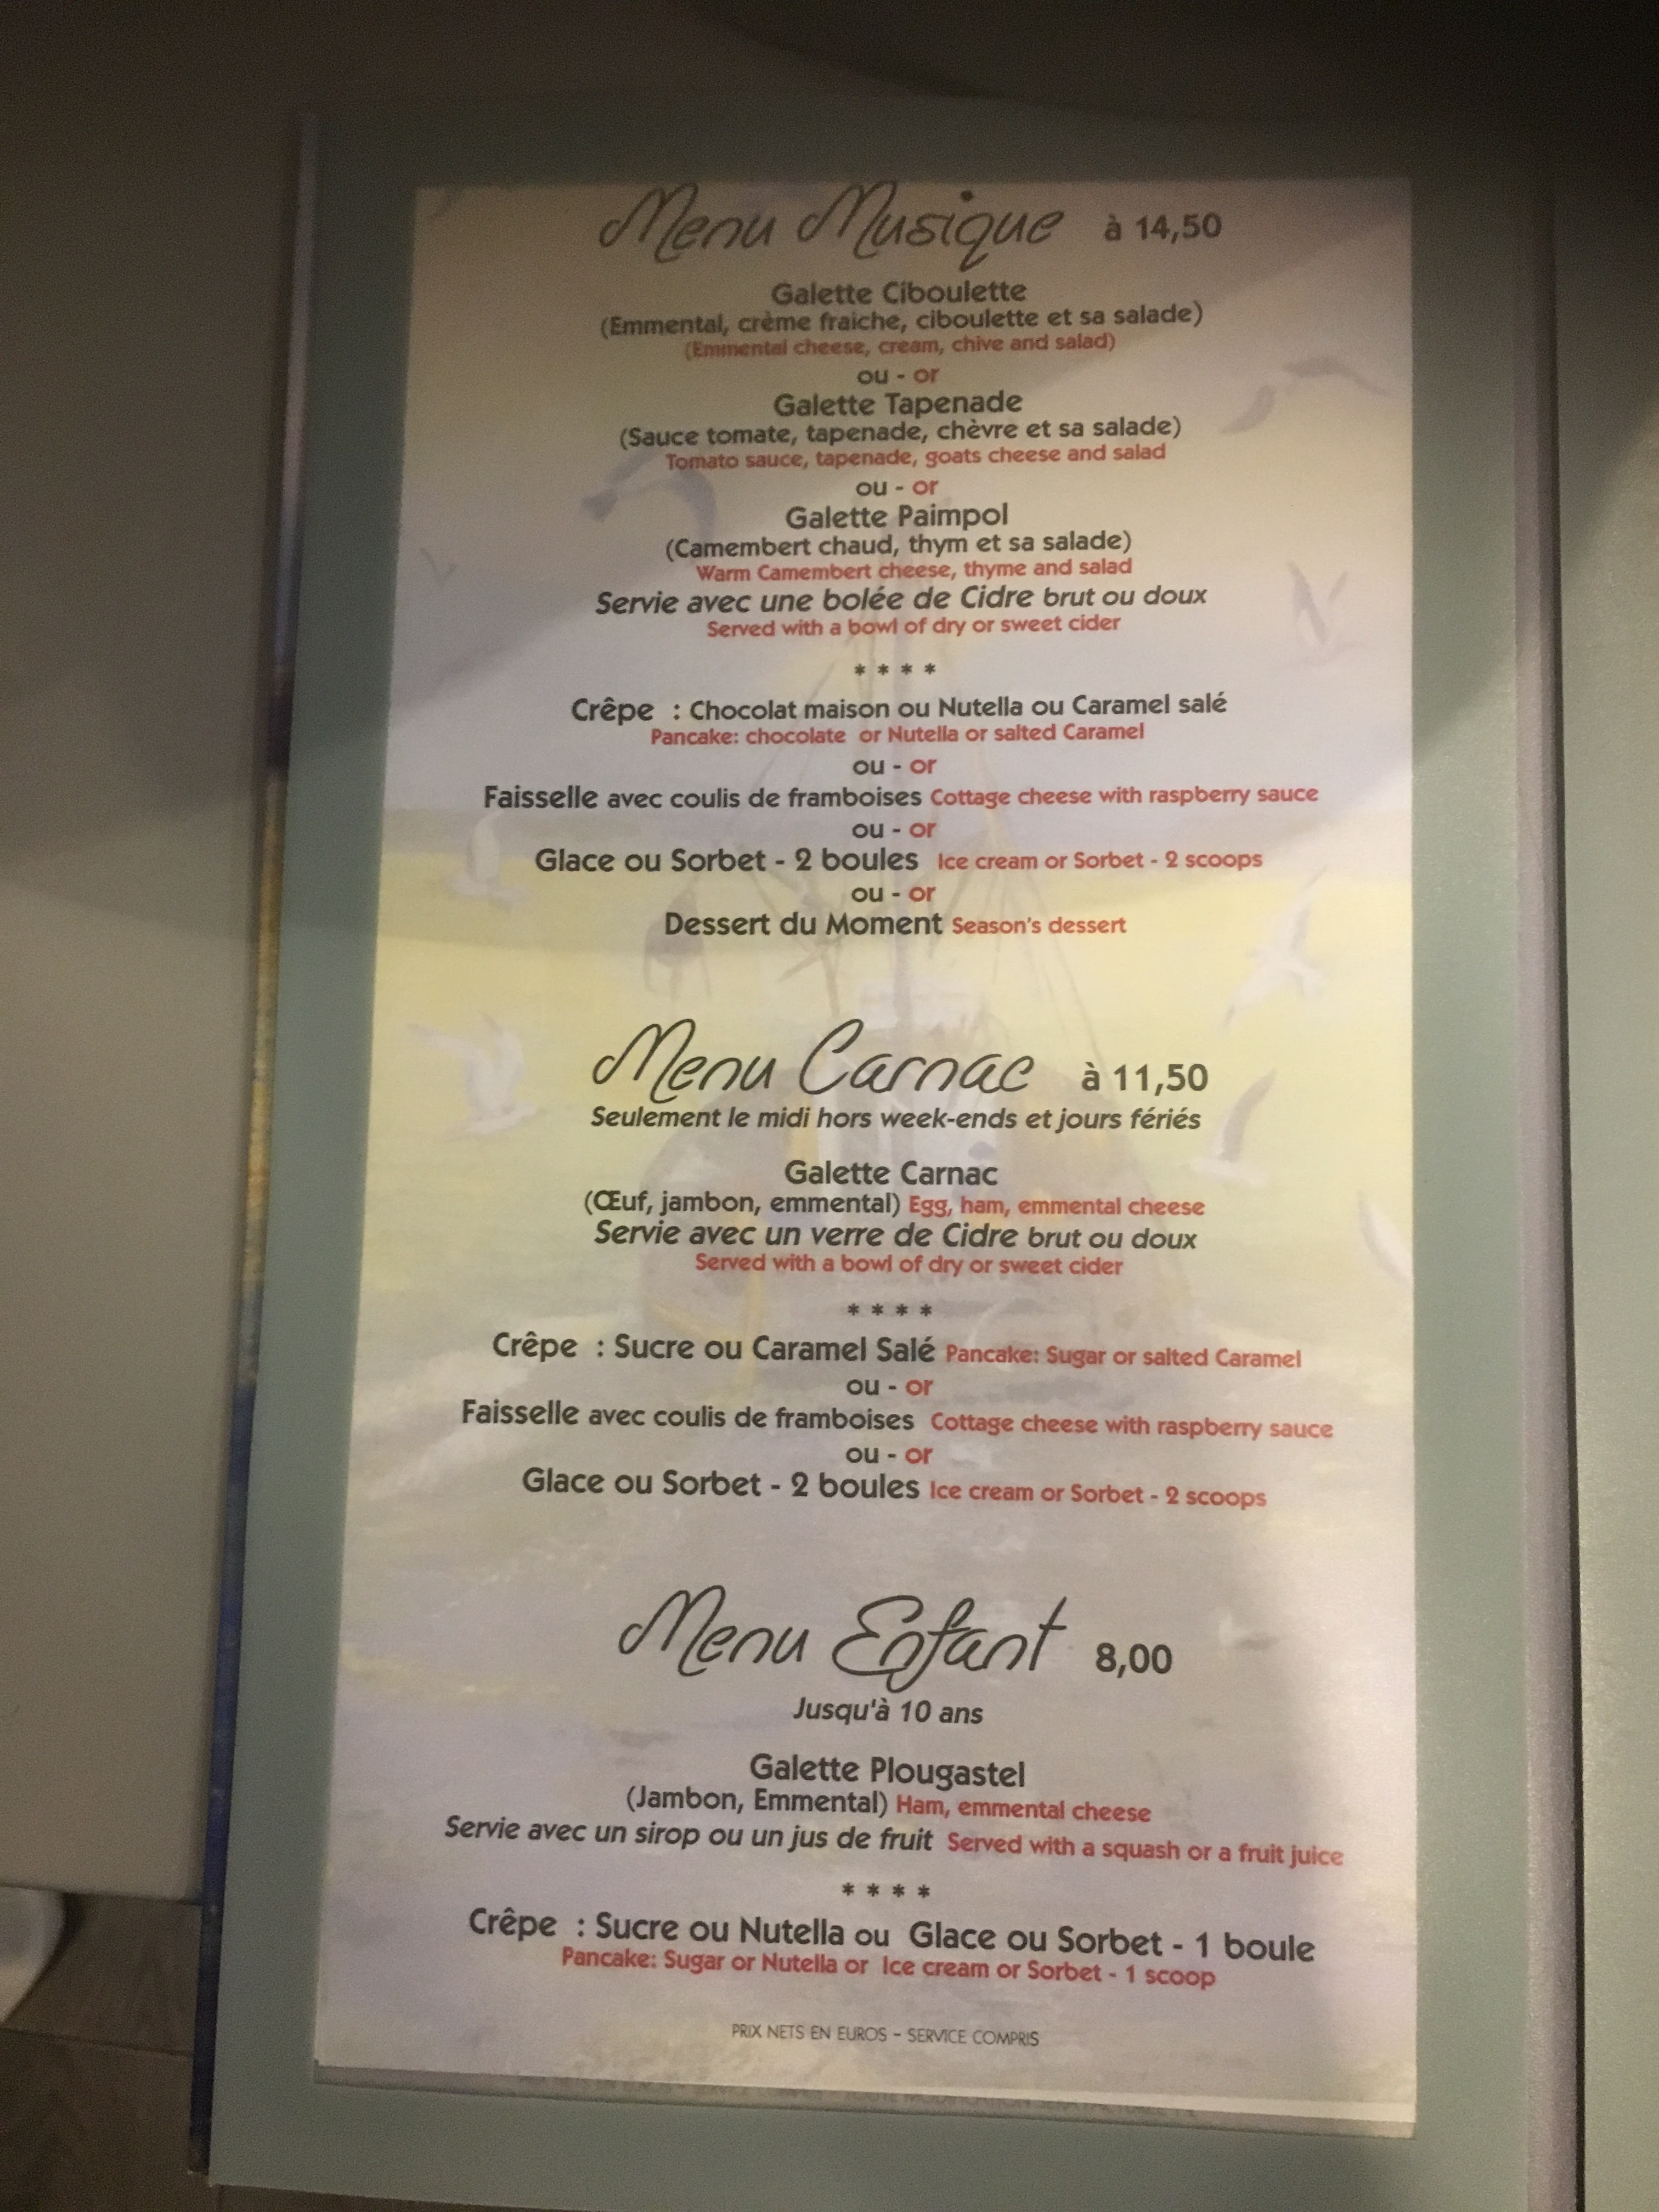 Menu Musique à 14,50
Galette Ciboulette
(Emmental, crème fraiche, ciboulette et sa salade)
(Emmental cheese, cream, chive and salad)
ou - or
Galette Tapenade
(Sauce tomate, tapenade, chèvre et sa salade)
Tomato sauce, tapenade, goats cheese and salad
ou - or
Galette Paimpol
(Camembert chaud, thym et sa salade)
Warm Camembert cheese, thyme and salad
Servie avec une bolée de Cidre brut ou doux
Served with a bowl of dry or sweet cider
* * * *
Crêpe : Chocolat maison ou Nutella ou Caramel salé
Pancake: chocolate or Nutella or salted Caramel
ou - or
Faisselle avec coulis de framboises Cottage cheese with raspberry sauce
ou - or
Glace ou Sorbet - 2 boules Ice cream or Sorbet - 2 scoops
ou - or
Dessert du Moment Season's dessert
Menu Carnac à 11,50
Seulement le midi hors week-ends et jours fériés
Galette Carnac
(Œuf, jambon, emmental) Egg, ham, emmental cheese
Servie avec un verre de Cidre brut ou doux
Served with a bowl of dry or sweet cider
* * * *
Crêpe : Sucre ou Caramel Salé Pancake: Sugar or salted Caramel
ou - or
Faisselle avec coulis de framboises Cottage cheese with raspberry sauce
ou - or
Glace ou Sorbet - 2 boules Ice cream or Sorbet - 2 scoops
Menu Enfant 8,00
Jusqu'à 10 ans
Galette Plougastel
(Jambon, Emmental) Ham, emmental cheese
Servie avec un sirop ou un jus de fruit Served with a squash or a fruit juice
* * * *
Crêpe : Sucre ou Nutella ou Glace ou Sorbet - 1 boule
Pancake: Sugar or Nutella or Ice cream or Sorbet - 1 scoop
PRIX NETS EN EUROS - SERVICE COMPRIS